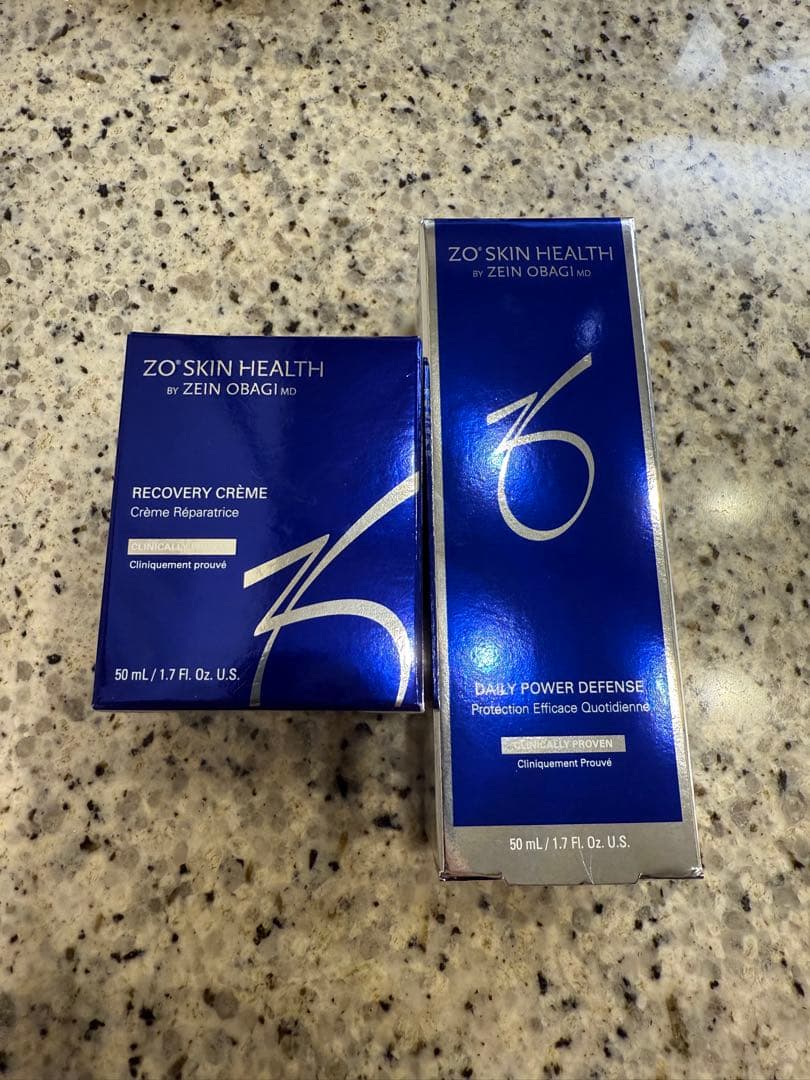 ZO® SKIN HEALTH
BY ZEIN OBAGI MD
RECOVERY CRÈME
Crème Réparatrice
CLINICALLY PROVEN
Cliniquement prouvé
50 mL / 1.7 Fl. Oz. U.S.
ZO® SKIN HEALTH
BY ZEIN OBAGI MD
DAILY POWER DEFENSE
Protection Efficace Quotidienne
CLINICALLY PROVEN
Cliniquement Prouvé
50 mL / 1.7 Fl. Oz. U.S.